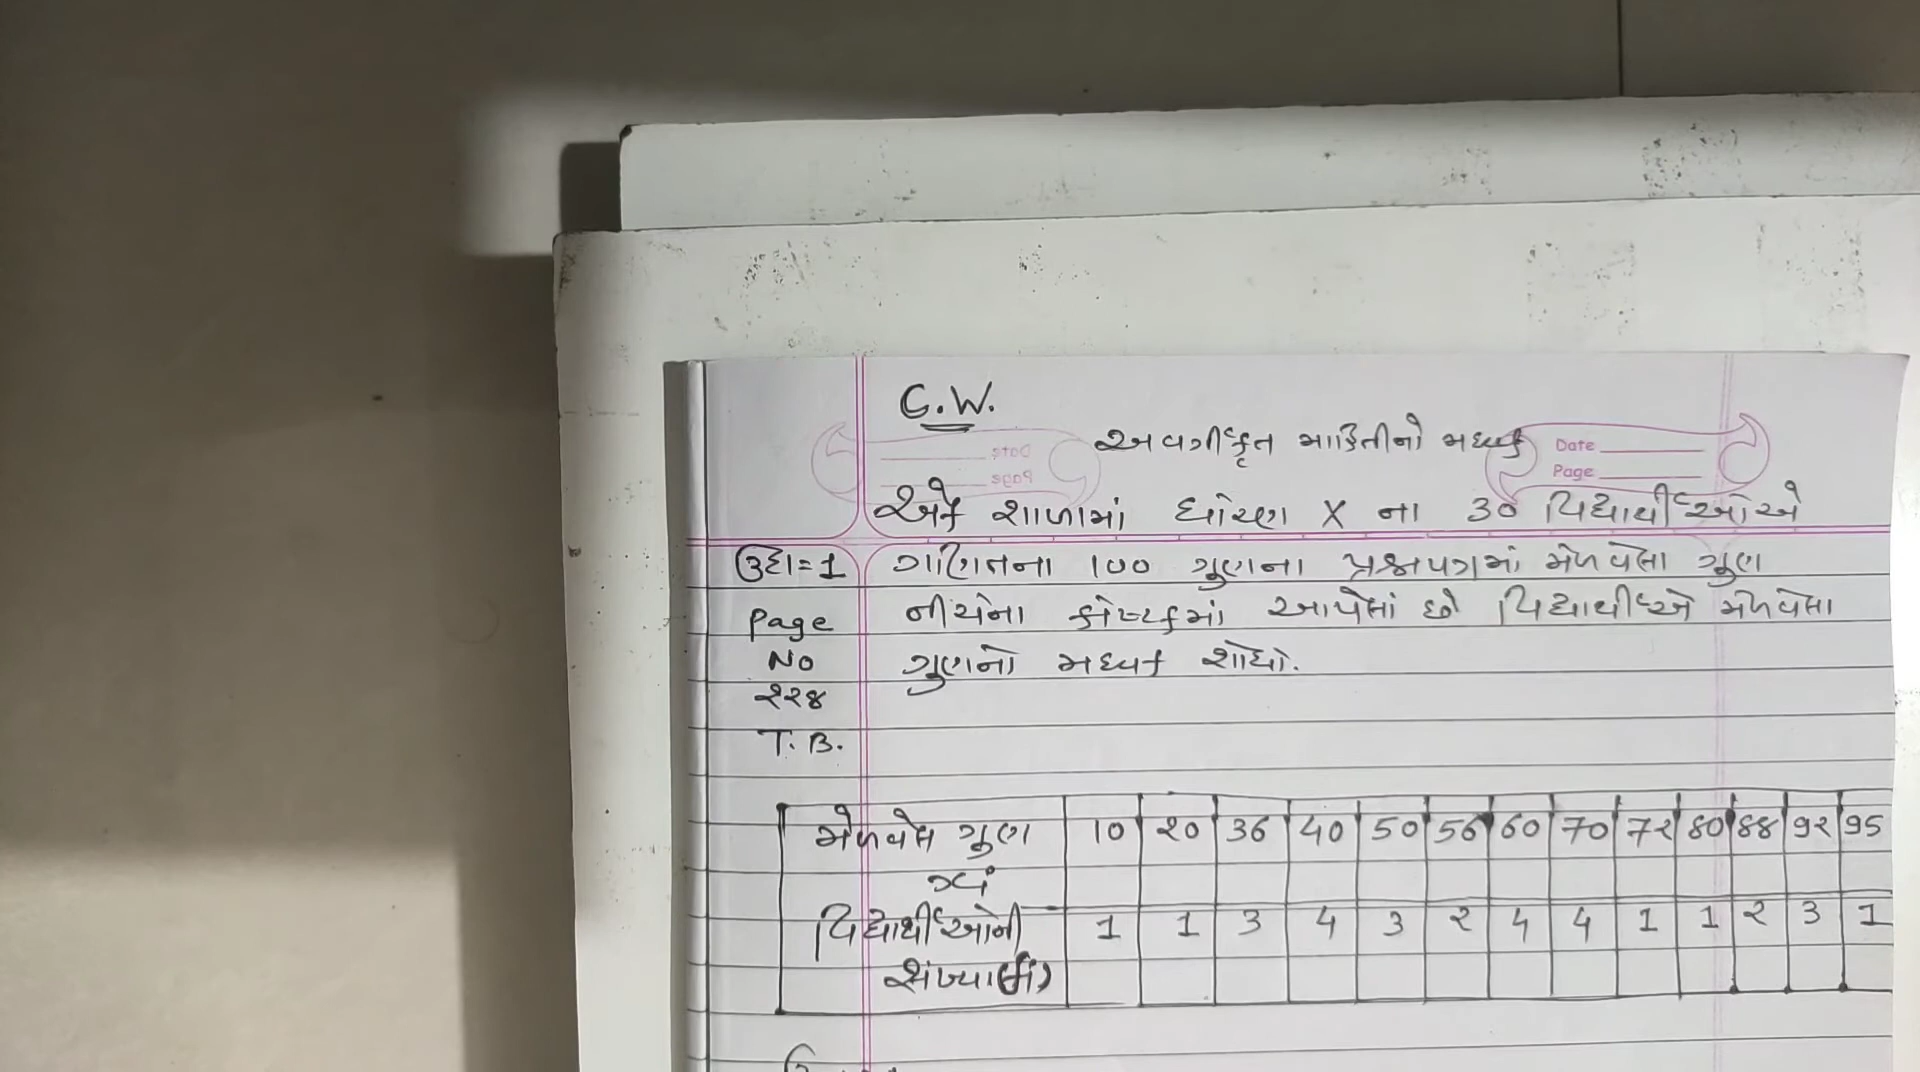 C.W.
અવર્ગીકૃત માહિતીનો મધ્યક
Date
Page
એક શાળામાં ધોરણ X ના 30 વિદ્યાર્થીઓએ
ઉદા=1 ગણિતના 100 ગુણના પ્રશ્નપત્રમાં મેળવેલા ગુણ
Page નીચેના કોષ્ટકમાં આપેલાં છે વિદ્યાર્થીએ મેળવેલા
No ગુણનો મધ્યક શોધો.
૨૨૪
T.B.
મેળવેલ ગુણ 10 ૨0 36 40 50 56 60 70 7૨ 80 88 9૨ 95
xi
વિદ્યાર્થીઓની 1 1 3 4 3 ૨ 4 4 1 1 ૨ 3 1
સંખ્યા(fi)